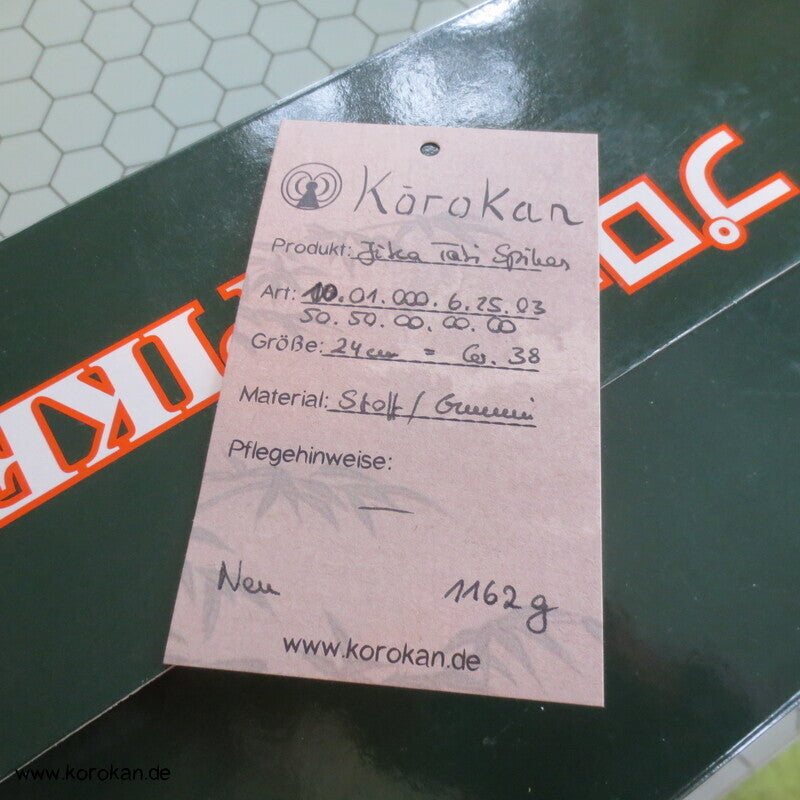 KōroKan
Produkt: Jika Tabi Spikes
Art: 10.01.000.6.25.03
50.50.00.00.00
Größe: 24cm = Gr. 38
Material: Stoff / Gummi
Pflegehinweise:
—
Neu 1162g
www.korokan.de
www.korokan.de